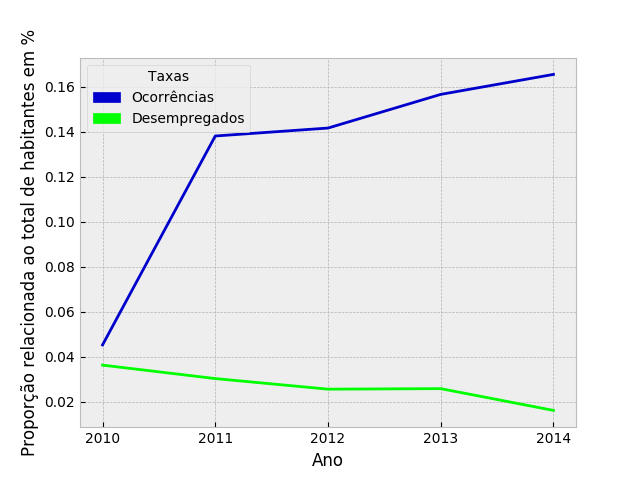 Proporção relacionada ao total de habitantes em %
Taxas
Ocorrências
Desempregados
0.16
0.14
0.12
0.10
0.08
0.06
0.04
0.02
2010 2011 2012 2013 2014
Ano